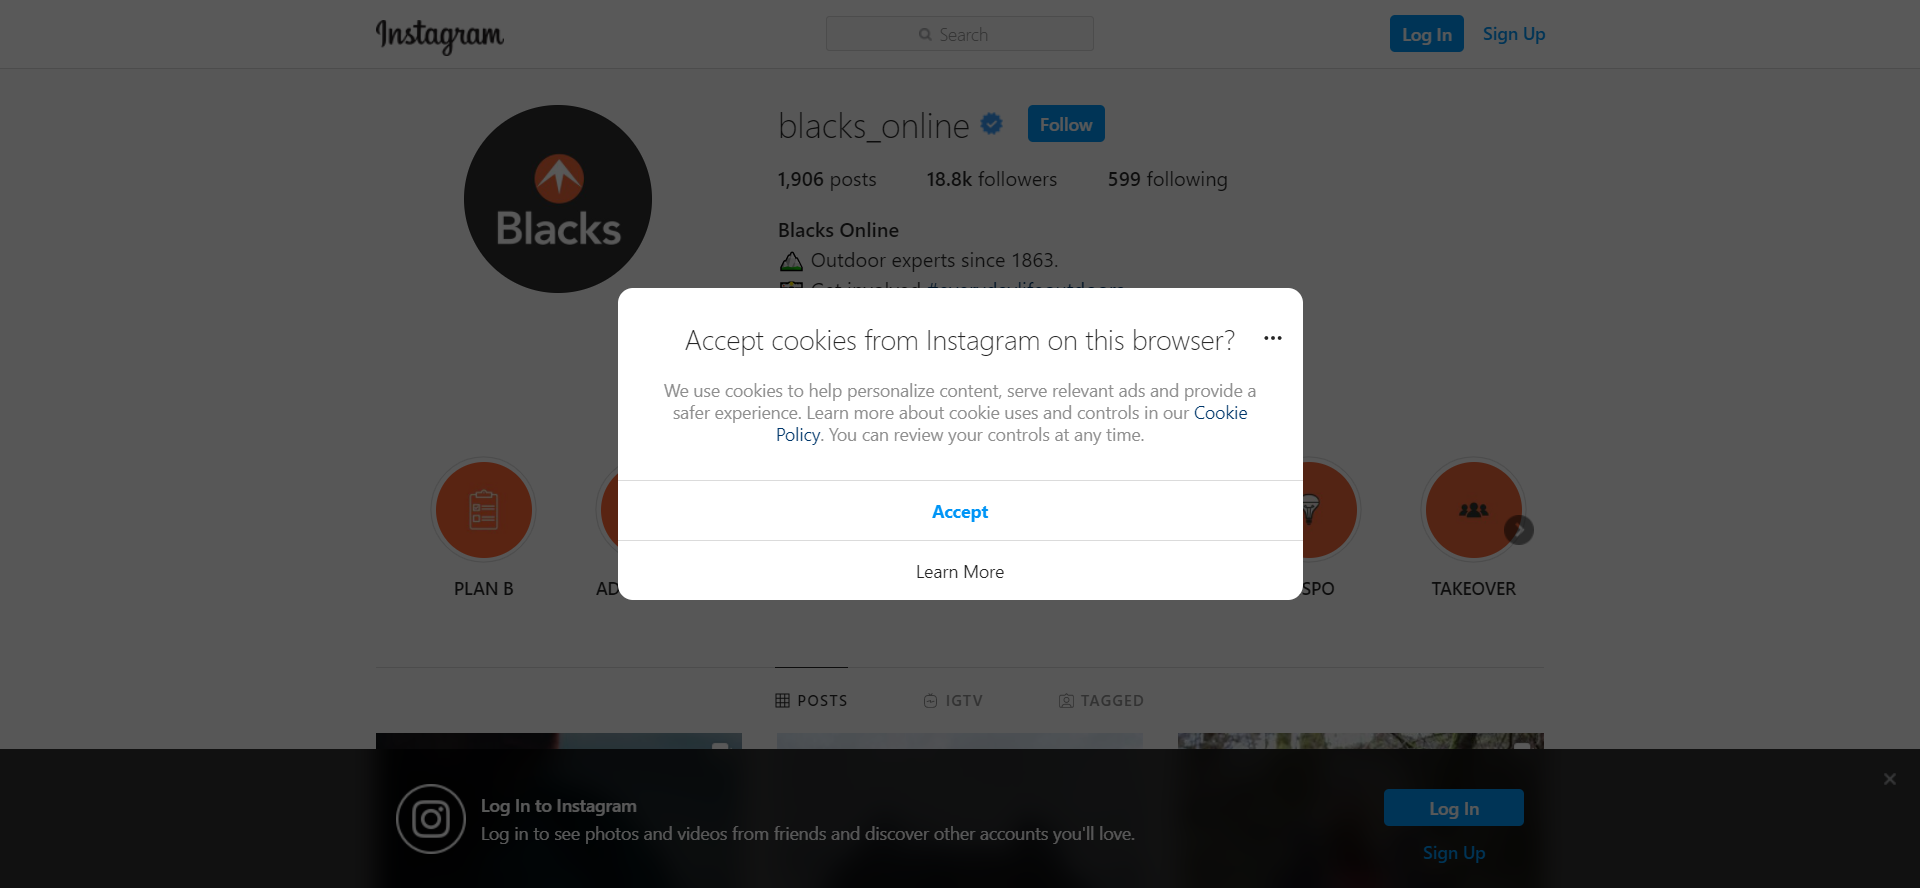 Instagram
Search
Log In
Sign Up
Blacks
blacks_online
Follow
1,906 posts
18.8k followers
599 following
Blacks Online
Outdoor experts since 1863.
Accept cookies from Instagram on this browser?
We use cookies to help personalize content, serve relevant ads and provide a
safer experience. Learn more about cookie uses and controls in our Cookie
Policy. You can review your controls at any time.
Accept
Learn More
PLAN B
AD
SPO
TAKEOVER
POSTS
IGTV
TAGGED
Log In to Instagram
Log in to see photos and videos from friends and discover other accounts you'll love.
Log In
Sign Up